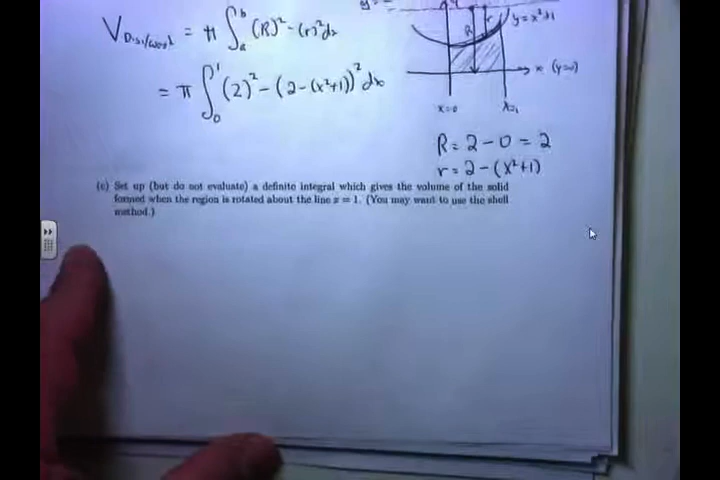 V Disk/Wash = π ∫_a^b (R)² - (r)² dx
= π ∫_0^1 (2)² - (2-(x²+1))² dx
R
r
y=x²+1
x (y=0)
x=0
x=1
R = 2 - 0 = 2
r = 2 - (x²+1)
(c) Set up (but do not evaluate) a definite integral which gives the volume of the solid
formed when the region is rotated about the line x = 1. (You may want to use the shell
method.)